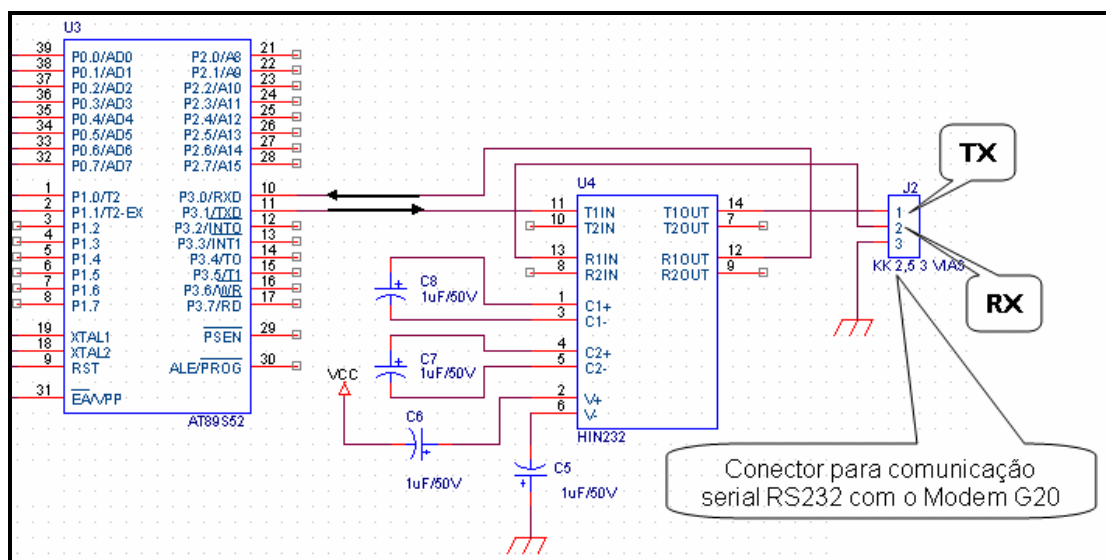 U3
39 P0.0/AD0 P2.0/A8 21
38 P0.1/AD1 P2.1/A9 22
37 P0.2/AD2 P2.2/A10 23
36 P0.3/AD3 P2.3/A11 24
35 P0.4/AD4 P2.4/A12 25
34 P0.5/AD5 P2.5/A13 26
33 P0.6/AD6 P2.6/A14 27
32 P0.7/AD7 P2.7/A15 28
1 P1.0/T2 P3.0/RXD 10
2 P1.1/T2-EX P3.1/TXD 11
3 P1.2 P3.2/INT0 12
4 P1.3 P3.3/INT1 13
5 P1.4 P3.4/T0 14
6 P1.5 P3.5/T1 15
7 P1.6 P3.6/WR 16
8 P1.7 P3.7/RD 17
19 XTAL1 PSEN 29
18 XTAL2
9 RST ALE/PROG 30
31 EA/VPP
AT89S52
U4
11 T1IN T1OUT 14
10 T2IN T2OUT 7
13 R1IN R1OUT 12
8 R2IN R2OUT 9
1 C1+
3 C1-
4 C2+
5 C2-
2 V+
6 V-
HIN232
C8
1uF/50V
C7
1uF/50V
VCC
C6
1uF/50V
C5
1uF/50V
TX
J2
1
2
3
KK 2,5 3 VIAS
RX
Conector para comunicação
serial RS232 com o Modem G20